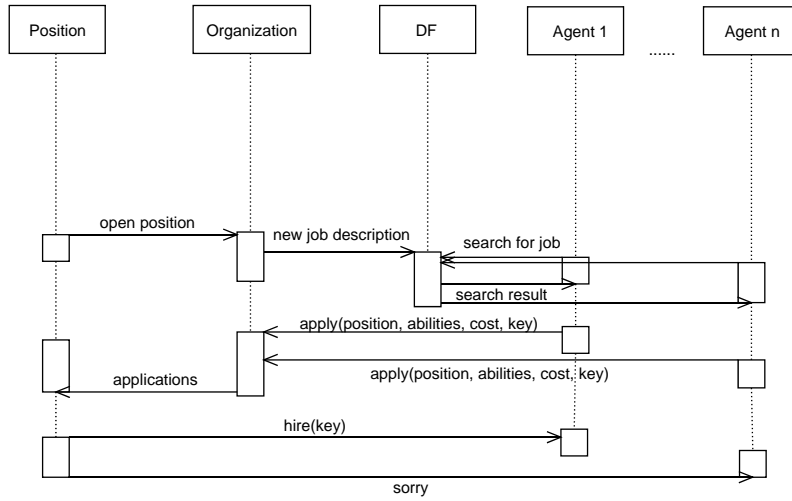 Position
Organization
DF
Agent 1
......
Agent n
open position
new job description
search for job
search result
apply(position, abilities, cost, key)
apply(position, abilities, cost, key)
applications
hire(key)
sorry